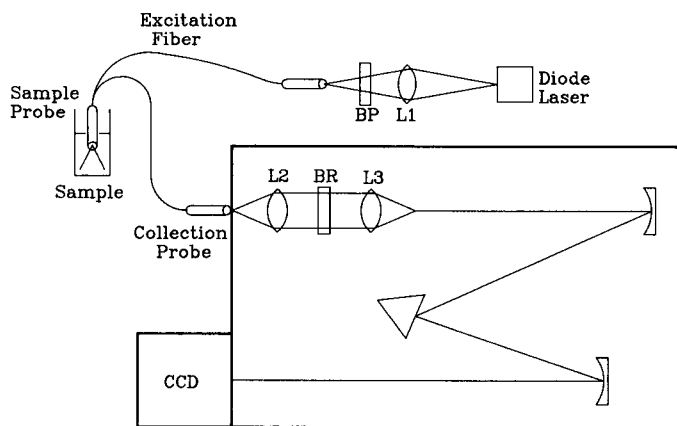 Excitation
Fiber
Sample
Probe
BP
L1
Diode
Laser
Sample
L2
BR
L3
Collection
Probe
CCD